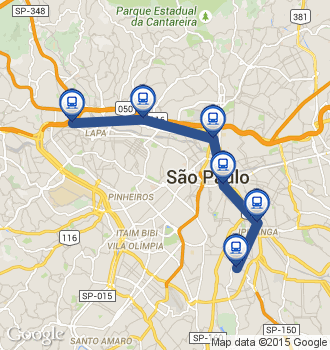 SP-348
Parque Estadual
da Cantareira
381
050
LAPA
São Paulo
PINHEIROS
ITAIM BIBI
VILA OLÍMPIA
116
SP-015
SANTO AMARO
SP-150
Google
Map data ©2015 Google